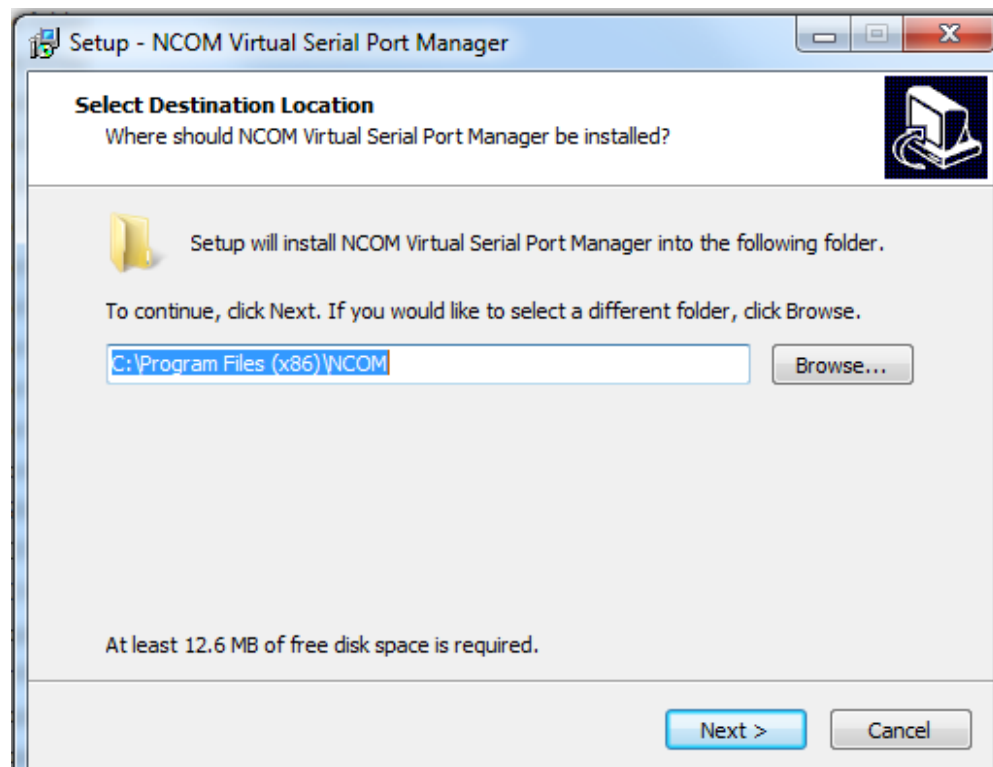 Setup - NCOM Virtual Serial Port Manager
Select Destination Location
Where should NCOM Virtual Serial Port Manager be installed?
Setup will install NCOM Virtual Serial Port Manager into the following folder.
To continue, click Next. If you would like to select a different folder, click Browse.
C:\Program Files (x86)\NCOM
Browse...
At least 12.6 MB of free disk space is required.
Next >
Cancel